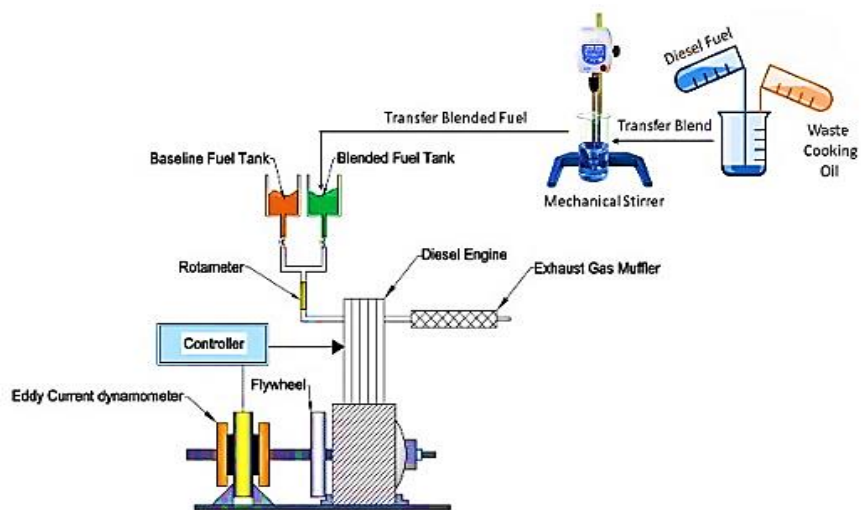 Diesel Fuel
Transfer Blended Fuel
Transfer Blend
Waste
Cooking
Oil
Baseline Fuel Tank
Blended Fuel Tank
Mechanical Stirrer
Diesel Engine
Rotameter
Exhaust Gas Muffler
Controller
Flywheel
Eddy Current dynamometer